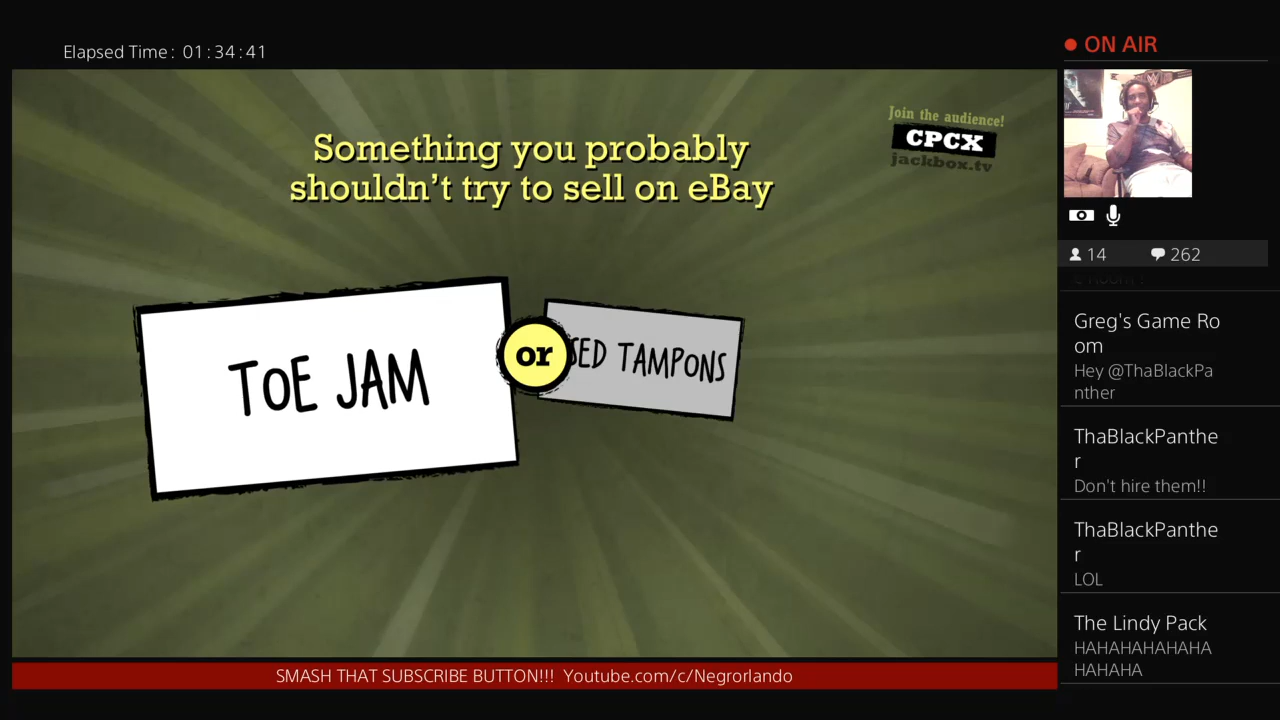 Elapsed Time: 01:34:41
ON AIR
Something you probably
shouldn't try to sell on eBay
Join the audience!
CPCX
jackbox.tv
TOE JAM
or
SED TAMPONS
14
262
Greg's Game Ro
om
Hey @ThaBlackPa
nther
ThaBlackPanthe
r
Don't hire them!!
ThaBlackPanthe
r
LOL
The Lindy Pack
HAHAHAHAHAHA
HAHAHA
SMASH THAT SUBSCRIBE BUTTON!!! Youtube.com/c/Negrorlando